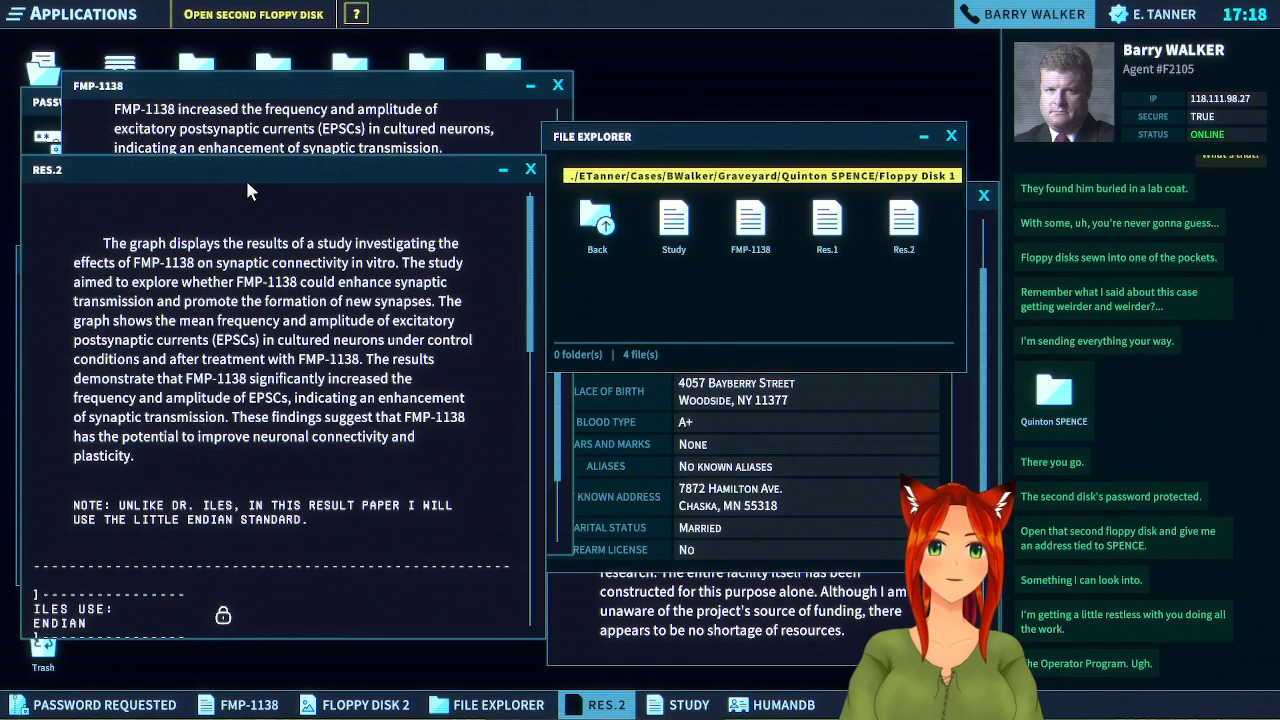 APPLICATIONS
OPEN SECOND FLOPPY DISK
?
BARRY WALKER
E. TANNER
17:18
FMP-1138
FMP-1138 increased the frequency and amplitude of
excitatory postsynaptic currents (EPSCs) in cultured neurons,
indicating an enhancement of synaptic transmission.
RES.2
The graph displays the results of a study investigating the
effects of FMP-1138 on synaptic connectivity in vitro. The study
aimed to explore whether FMP-1138 could enhance synaptic
transmission and promote the formation of new synapses. The
graph shows the mean frequency and amplitude of excitatory
postsynaptic currents (EPSCs) in cultured neurons under control
conditions and after treatment with FMP-1138. The results
demonstrate that FMP-1138 significantly increased the
frequency and amplitude of EPSCs, indicating an enhancement
of synaptic transmission. These findings suggest that FMP-1138
has the potential to improve neuronal connectivity and
plasticity.
NOTE: UNLIKE DR. ILES, IN THIS RESULT PAPER I WILL
USE THE LITTLE ENDIAN STANDARD.
]---------------
ILES USE:
ENDIAN
]---------------
Trash
FILE EXPLORER
./ETanner/Cases/BWalker/Graveyard/Quinton SPENCE/Floppy Disk 1
Back
Study
FMP-1138
Res.1
Res.2
0 folder(s) | 4 file(s)
LACE OF BIRTH
4057 BAYBERRY STREET
WOODSIDE, NY 11377
BLOOD TYPE
A+
ARS AND MARKS
NONE
ALIASES
NO KNOWN ALIASES
KNOWN ADDRESS
7872 HAMILTON AVE.
CHASKA, MN 55318
ARITAL STATUS
MARRIED
REARM LICENSE
NO
research. The entire facility itself has been
constructed for this purpose alone. Although I am
unaware of the project's source of funding, there
appears to be no shortage of resources.
Barry WALKER
Agent #F2105
IP
118.111.98.27
SECURE
TRUE
STATUS
ONLINE
What's that?
They found him buried in a lab coat.
With some, uh, you're never gonna guess...
Floppy disks sewn into one of the pockets.
Remember what I said about this case
getting weirder and weirder?...
I'm sending everything your way.
Quinton SPENCE
There you go.
The second disk's password protected.
Open that second floppy disk and give me
an address tied to SPENCE.
Something I can look into.
I'm getting a little restless with you doing all
the work.
he Operator Program. Ugh.
PASSWORD REQUESTED
FMP-1138
FLOPPY DISK 2
FILE EXPLORER
RES.2
STUDY
HUMANDB